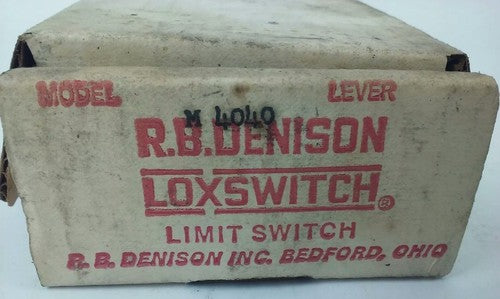 MODEL LEVER
M 4040
R.B.DENISON
LOXSWITCH®
LIMIT SWITCH
R. B. DENISON INC. BEDFORD, OHIO